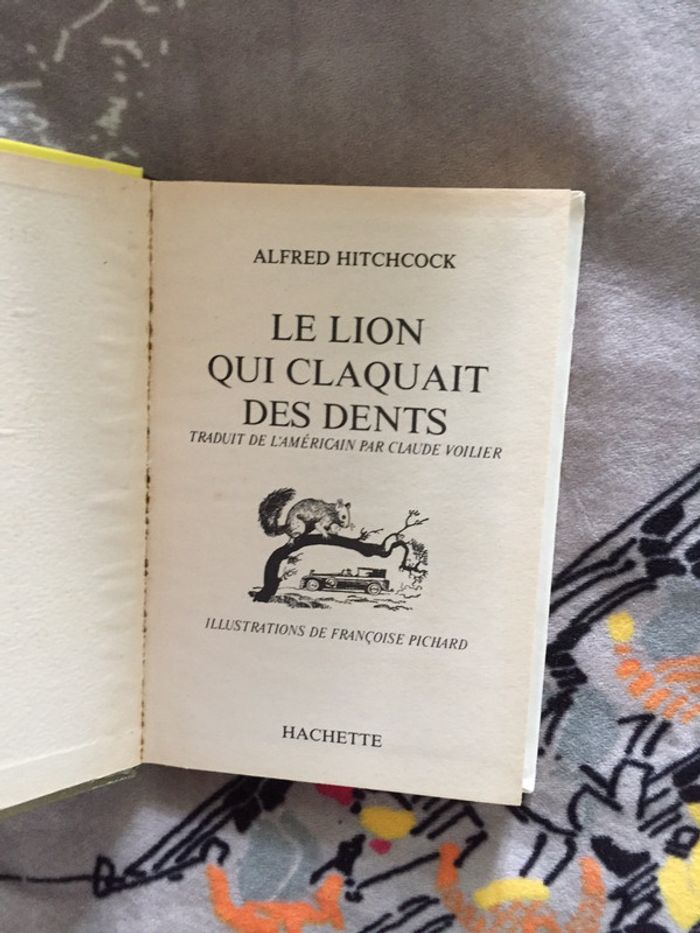 ALFRED HITCHCOCK
LE LION
QUI CLAQUAIT
DES DENTS
TRADUIT DE L'AMÉRICAIN PAR CLAUDE VOILIER
ILLUSTRATIONS DE FRANÇOISE PICHARD
HACHETTE